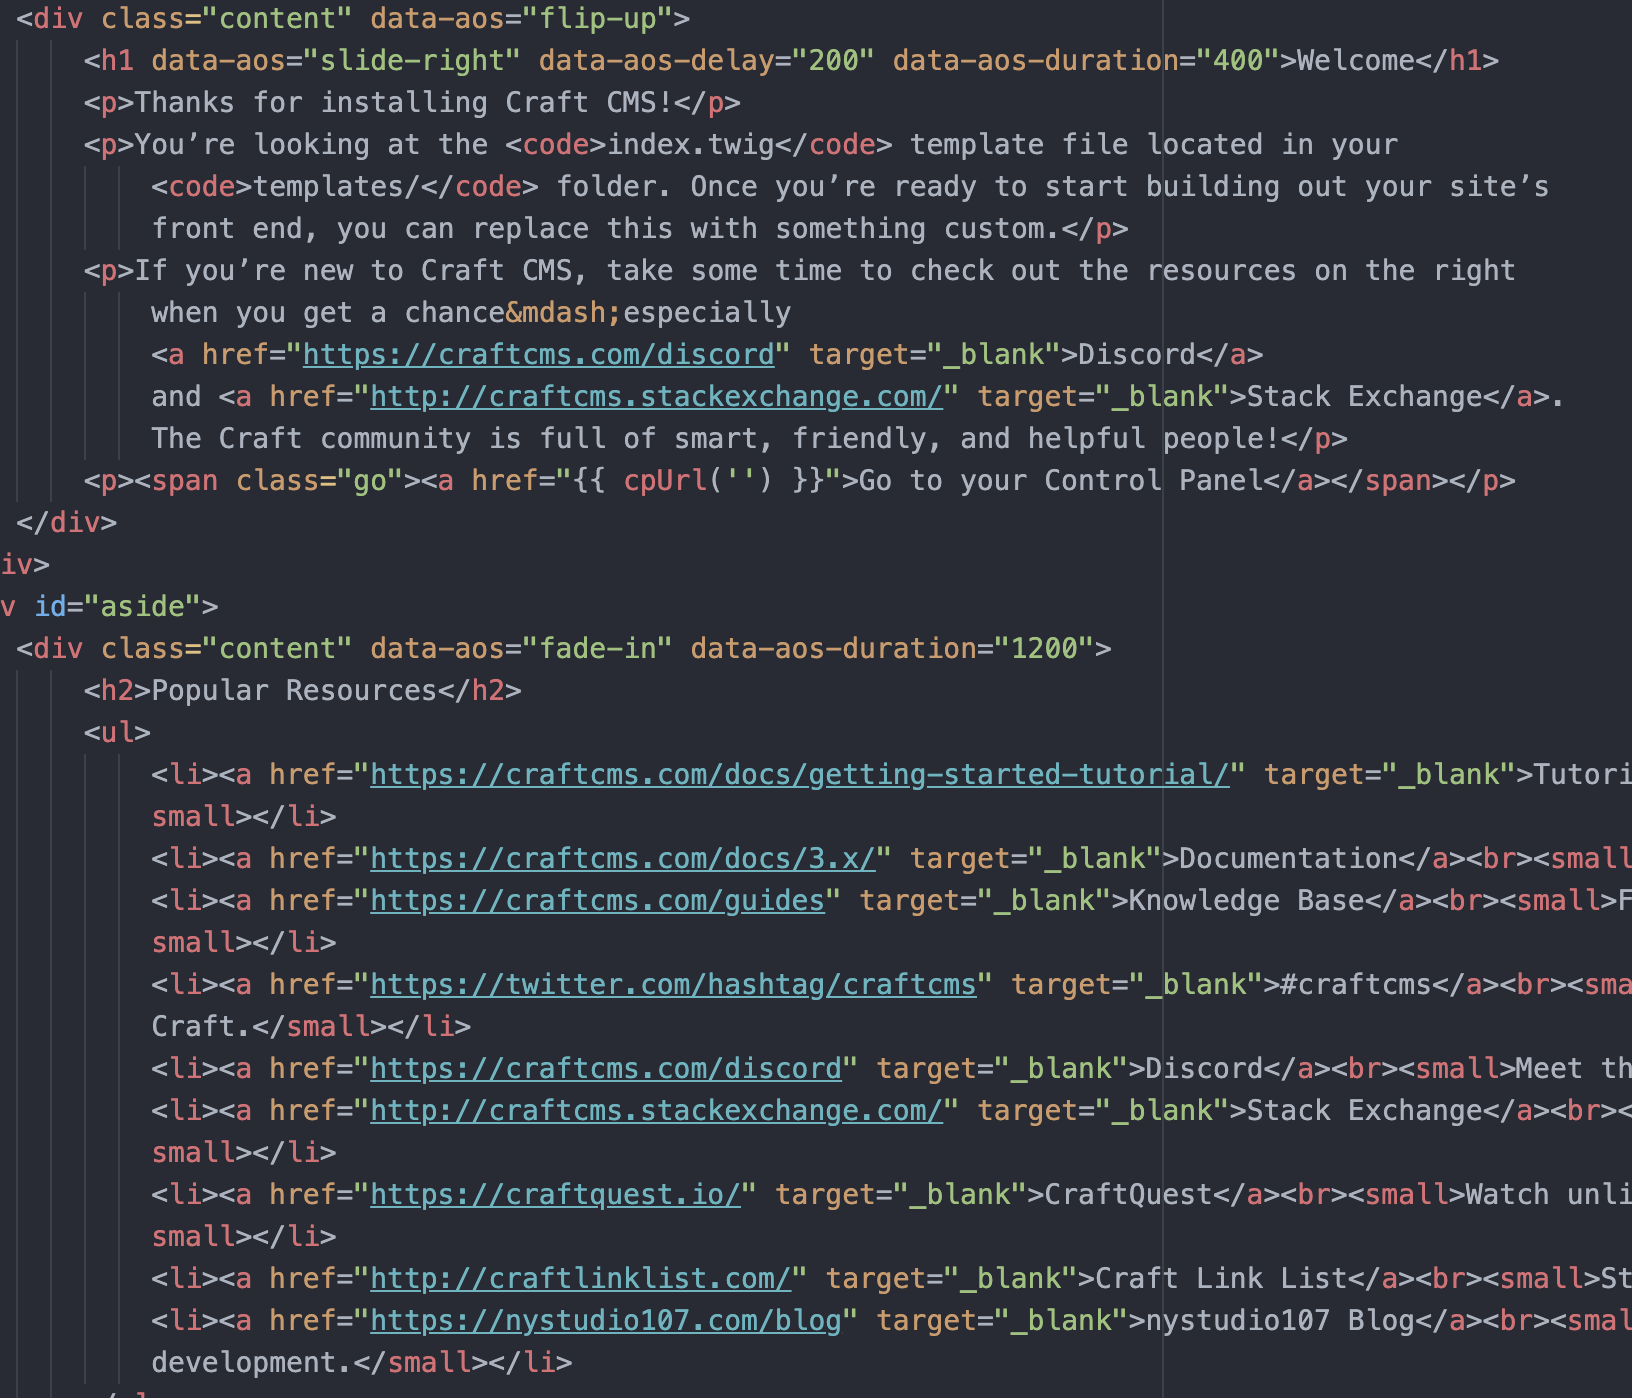 <div class="content" data-aos="flip-up">
<h1 data-aos="slide-right" data-aos-delay="200" data-aos-duration="400">Welcome</h1>
<p>Thanks for installing Craft CMS!</p>
<p>You’re looking at the <code>index.twig</code> template file located in your
<code>templates/</code> folder. Once you’re ready to start building out your site’s
front end, you can replace this with something custom.</p>
<p>If you’re new to Craft CMS, take some time to check out the resources on the right
when you get a chance&mdash;especially
<a href="https://craftcms.com/discord" target="_blank">Discord</a>
and <a href="http://craftcms.stackexchange.com/" target="_blank">Stack Exchange</a>.
The Craft community is full of smart, friendly, and helpful people!</p>
<p><span class="go"><a href="{{ cpUrl('') }}">Go to your Control Panel</a></span></p>
</div>
iv>
v id="aside">
<div class="content" data-aos="fade-in" data-aos-duration="1200">
<h2>Popular Resources</h2>
<ul>
<li><a href="https://craftcms.com/docs/getting-started-tutorial/" target="_blank">Tutori
small></li>
<li><a href="https://craftcms.com/docs/3.x/" target="_blank">Documentation</a><br><small
<li><a href="https://craftcms.com/guides" target="_blank">Knowledge Base</a><br><small>F
small></li>
<li><a href="https://twitter.com/hashtag/craftcms" target="_blank">#craftcms</a><br><sma
Craft.</small></li>
<li><a href="https://craftcms.com/discord" target="_blank">Discord</a><br><small>Meet th
<li><a href="http://craftcms.stackexchange.com/" target="_blank">Stack Exchange</a><br><
small></li>
<li><a href="https://craftquest.io/" target="_blank">CraftQuest</a><br><small>Watch unli
small></li>
<li><a href="http://craftlinklist.com/" target="_blank">Craft Link List</a><br><small>St
<li><a href="https://nystudio107.com/blog" target="_blank">nystudio107 Blog</a><br><smal
development.</small></li>